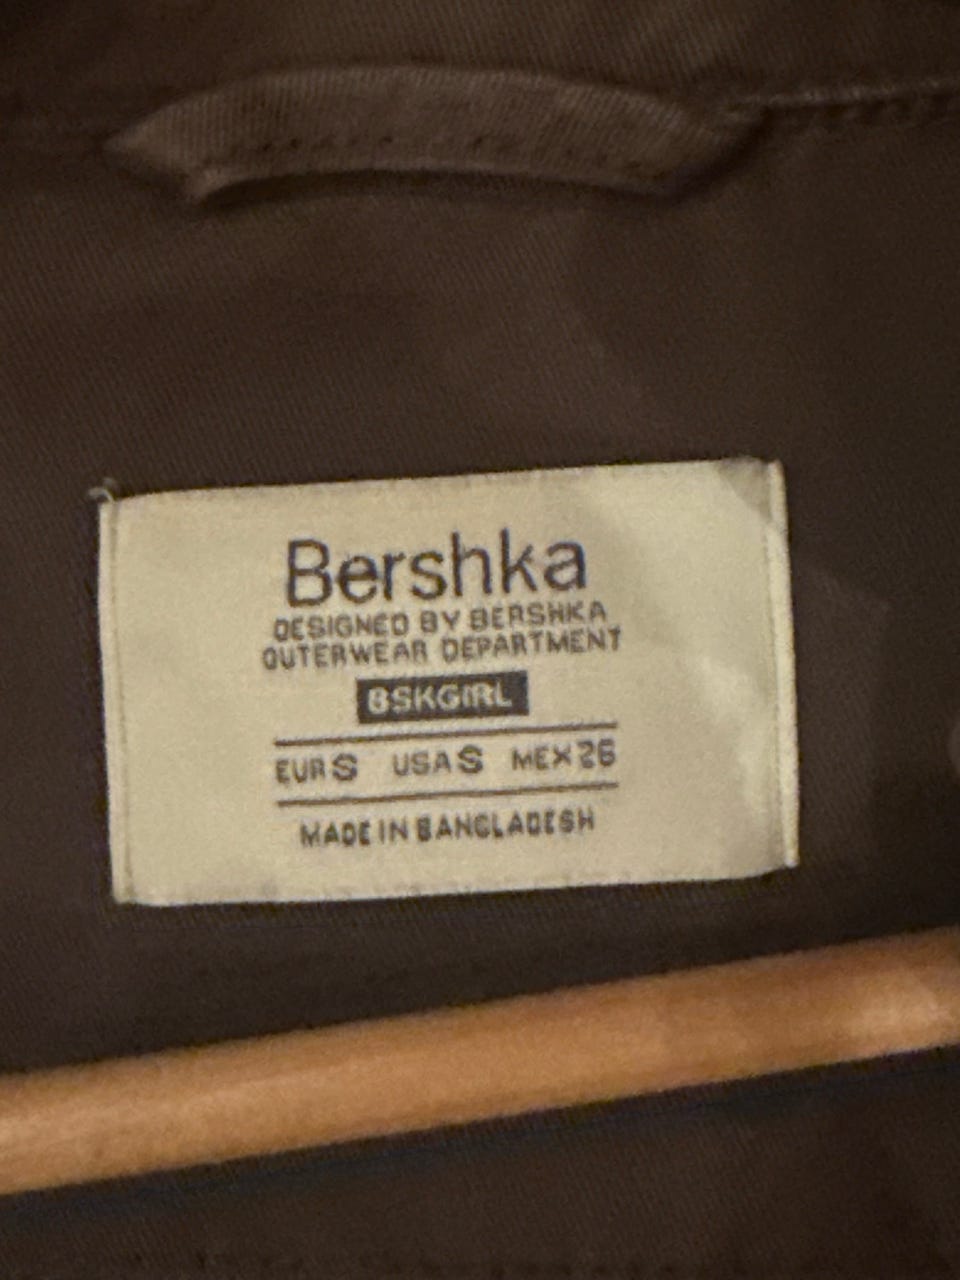 Bershka
DESIGNED BY BERSHKA
OUTERWEAR DEPARTMENT
BSKGIRL
EUR S USA S MEX 26
MADE IN BANGLADESH